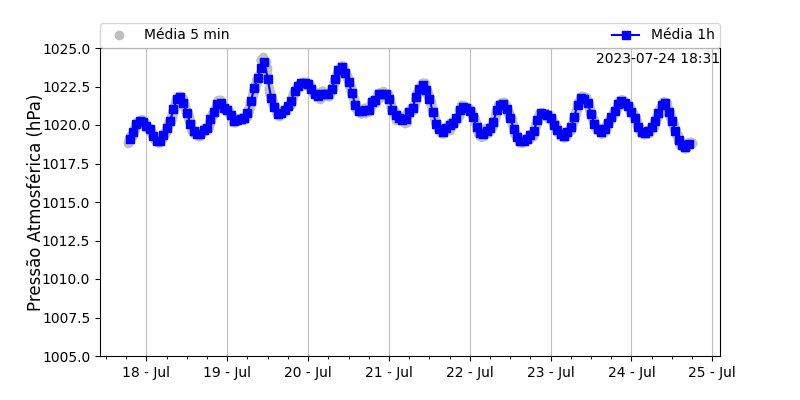 Média 5 min
Média 1h
2023-07-24 18:31
Pressão Atmosférica (hPa)
1025.0
1022.5
1020.0
1017.5
1015.0
1012.5
1010.0
1007.5
1005.0
18 - Jul
19 - Jul
20 - Jul
21 - Jul
22 - Jul
23 - Jul
24 - Jul
25 - Jul